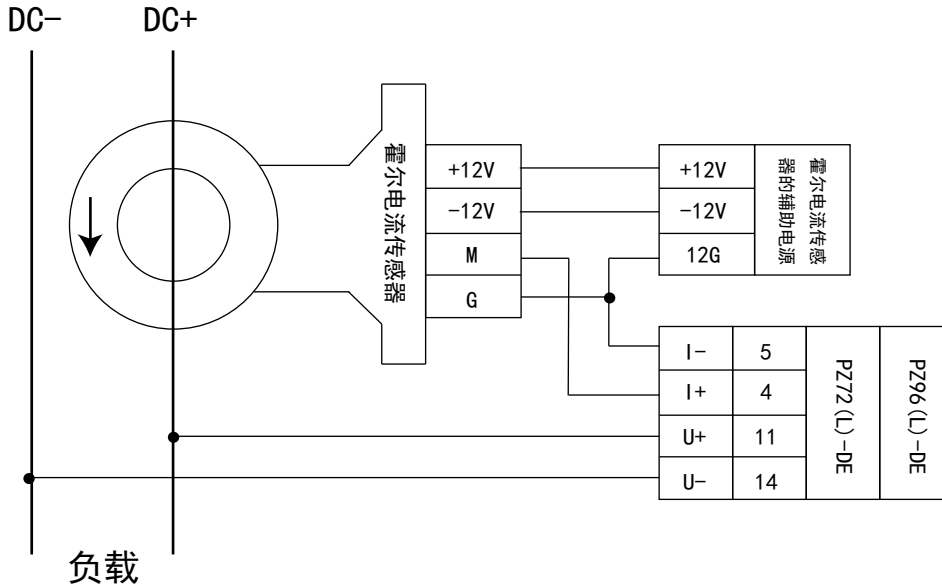 DC-
DC+
霍尔电流传感器
+12V
-12V
M
G
+12V
-12V
12G
霍尔电流传感
器的辅助电源
I-
5
I+
4
U+
11
U-
14
PZ72(L)-DE
PZ96(L)-DE
负载